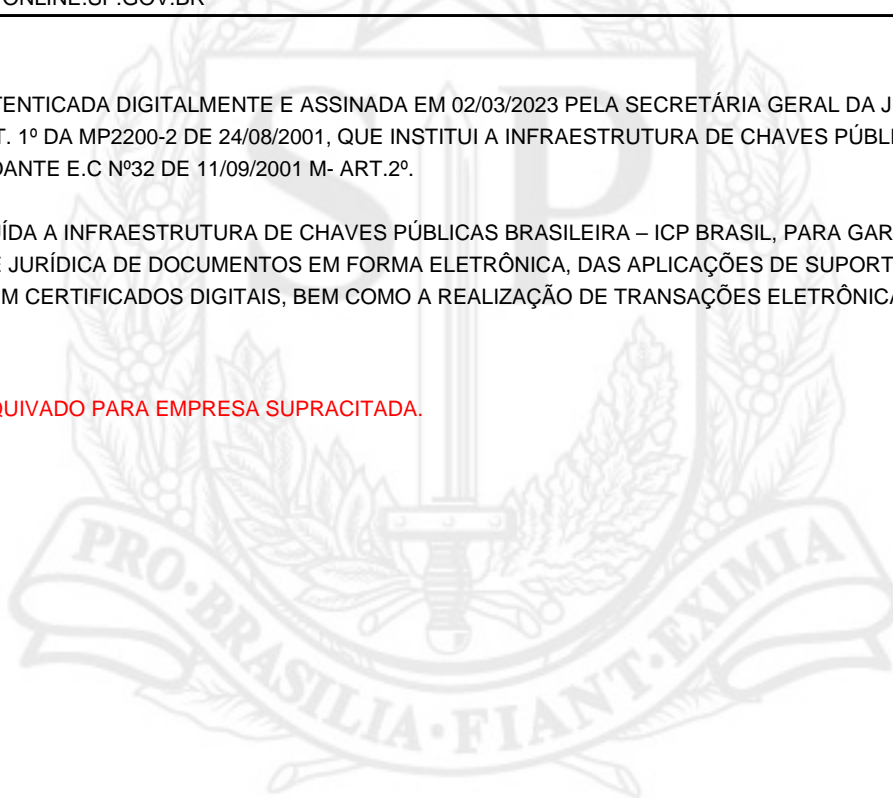 ONLINE.SP.GOV.BR
TENTICADA DIGITALMENTE E ASSINADA EM 02/03/2023 PELA SECRETÁRIA GERAL DA J
T. 1º DA MP2200-2 DE 24/08/2001, QUE INSTITUI A INFRAESTRUTURA DE CHAVES PÚBL
DANTE E.C Nº32 DE 11/09/2001 M- ART.2º.
ÍDA A INFRAESTRUTURA DE CHAVES PÚBLICAS BRASILEIRA – ICP BRASIL, PARA GAR
E JURÍDICA DE DOCUMENTOS EM FORMA ELETRÔNICA, DAS APLICAÇÕES DE SUPORT
M CERTIFICADOS DIGITAIS, BEM COMO A REALIZAÇÃO DE TRANSAÇÕES ELETRÔNICA
QUIVADO PARA EMPRESA SUPRACITADA.
SP
PRO·BRASILIA·FIANT·EXIMIA